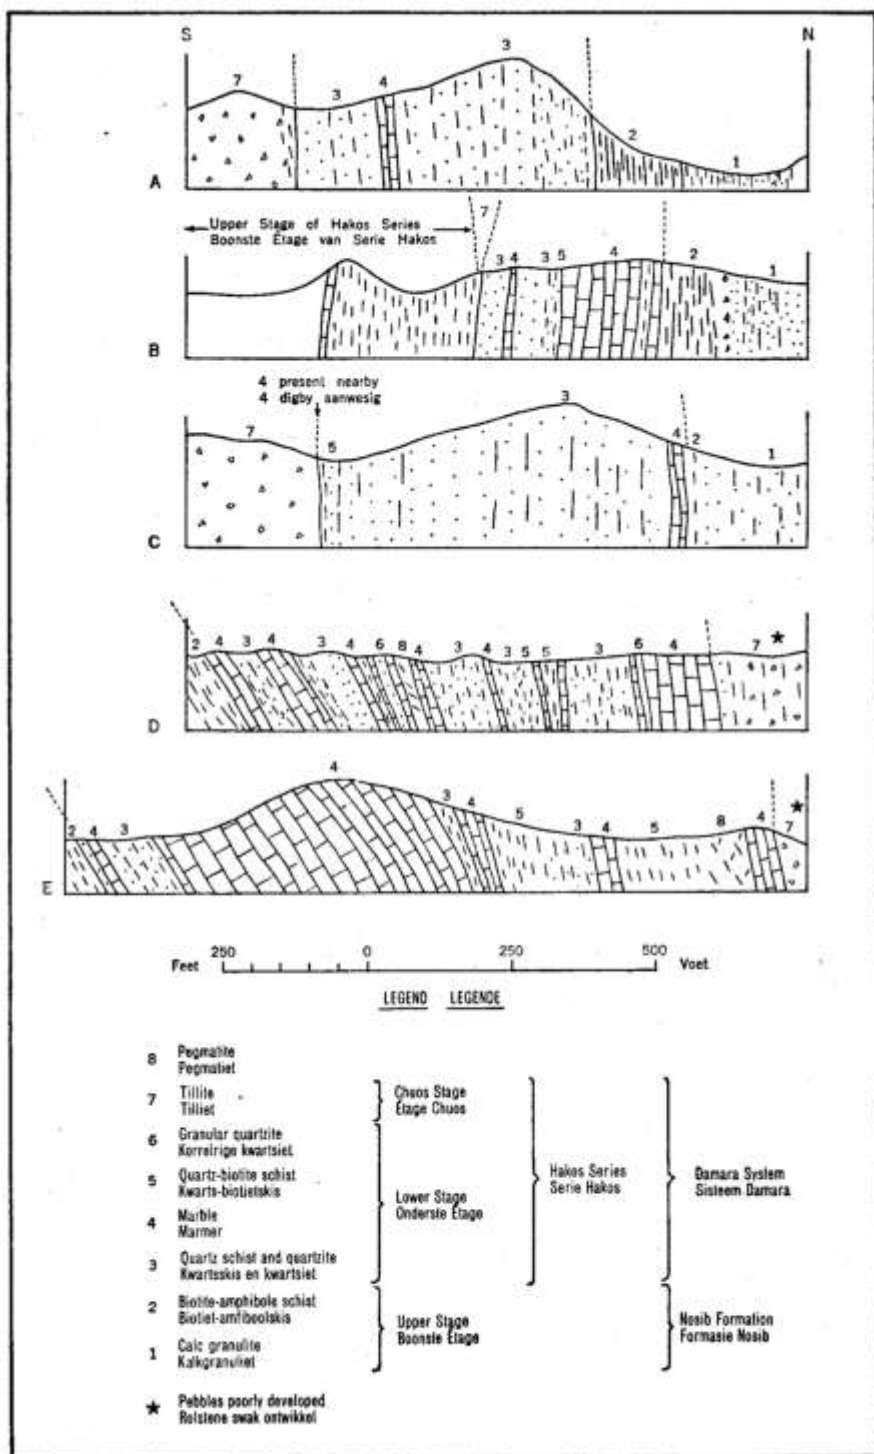 S N
7 3 4 3 2 1
A
Upper Stage of Hakos Series
Boonste Etage van Serie Hakos
7
3 4 3 5 4 2 1
B
4 present nearby
4 digby aanwesig
7 5 3 4 2 1
C
★
2 4 3 4 3 4 6 8 4 3 4 3 5 5 3 6 4 7
D
4
★
2 4 3 3 4 5 3 4 5 8 4 7
E
250 0 250 500
Feet Voet
LEGEND LEGENDE
8 Pegmatite
Pegmatiet
7 Tillite
Tilliet
Chuos Stage
Etage Chuos
6 Granular quartzite
Korrelrige kwartsiet
5 Quartz-biotite schist
Kwarts-biotietskis
4 Marble
Marmer
3 Quartz schist and quartzite
Kwartsskis en kwartsiet
Lower Stage
Onderste Etage
Hakos Series
Serie Hakos
Damara System
Sisteem Damara
2 Biotite-amphibole schist
Biotiet-amfiboolskis
1 Calc granulite
Kalkgranuliet
Upper Stage
Boonste Etage
Nosib Formation
Formasie Nosib
★ Pebbles poorly developed
Rolstene swak ontwikkel